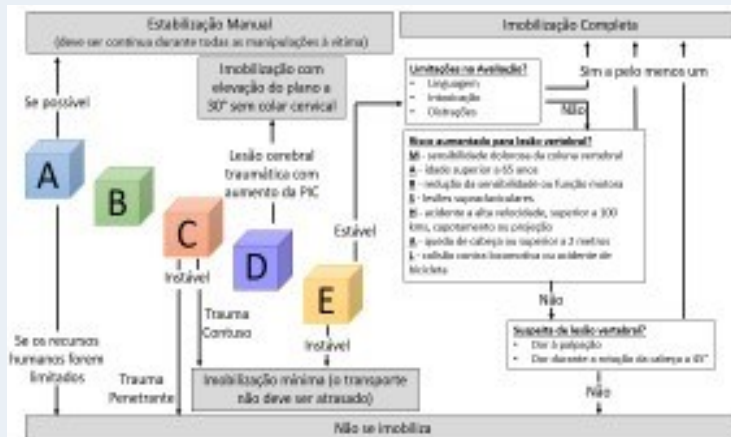 Estabilização Manual
(deve ser continua durante todas as manipulações à vítima)
Imobilização Completa
Imobilização com
elevação do plano a
30° sem colar cervical
Limitações na Avaliação?
Linguagem
Intoxicação
Distrações
Sim a pelo menos um
Não
Se possível
A
B
C
D
E
Lesão cerebral
traumática com
aumento da PIC
Estável
Risco aumentado para lesão vertebral?
M - sensibilidade dolorosa da coluna vertebral
A - idade superior a 65 anos
R - redução da sensibilidade ou função motora
S - lesões supraclaviculares
H - acidente a alta velocidade, superior a 100
kms, capotamento ou projeção
A - queda de cabeça ou superior a 2 metros
L - colisão contra locomotiva ou acidente de
bicicleta
Não
Instável
Trauma
Contuso
Instável
Suspeita de lesão vertebral?
Dor à palpação
Dor durante a rotação da cabeça a 45°
Não
Se os recursos
humanos forem
limitados
Trauma
Penetrante
Imobilização mínima (o transporte
não deve ser atrasado)
Não se imobiliza